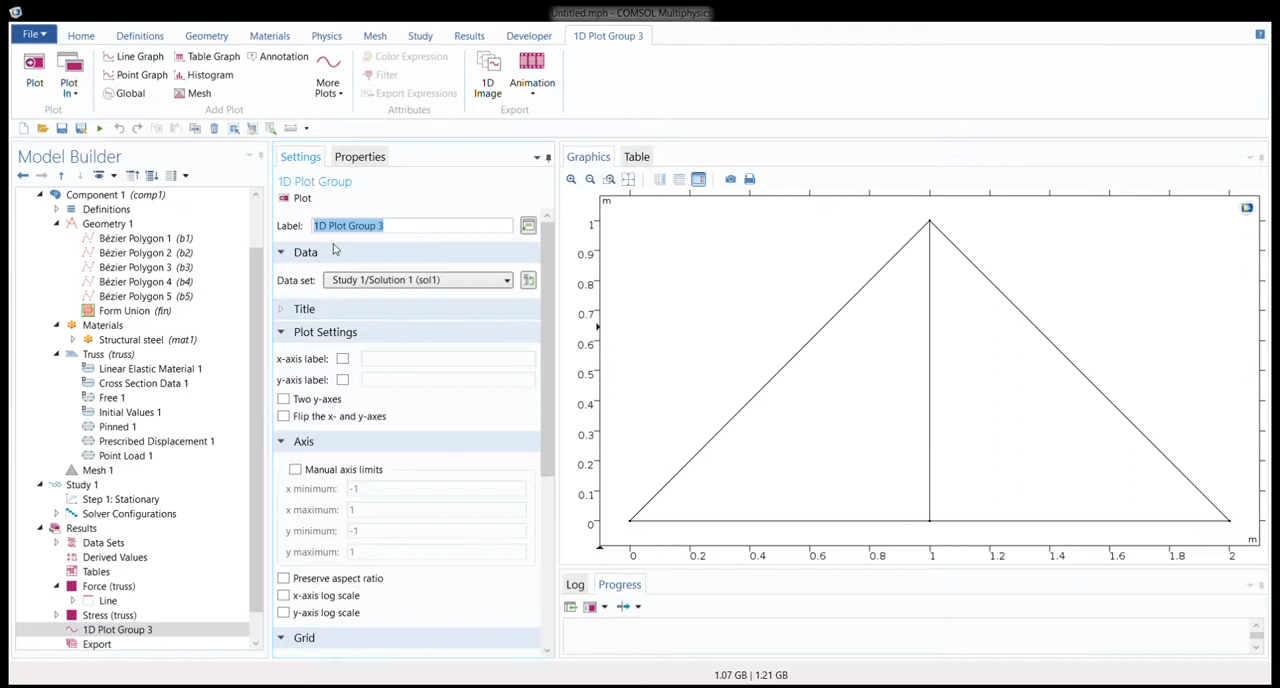 Untitled.mph - COMSOL Multiphysics
File
Home
Definitions
Geometry
Materials
Physics
Mesh
Study
Results
Developer
1D Plot Group 3
Plot
Plot In
Line Graph
Table Graph
Annotation
Point Graph
Histogram
Global
Mesh
More Plots
Color Expression
Filter
Export Expressions
1D Image
Animation
Plot
Add Plot
Attributes
Export
Model Builder
Component 1 (comp1)
Definitions
Geometry 1
Bézier Polygon 1 (b1)
Bézier Polygon 2 (b2)
Bézier Polygon 3 (b3)
Bézier Polygon 4 (b4)
Bézier Polygon 5 (b5)
Form Union (fin)
Materials
Structural steel (mat1)
Truss (truss)
Linear Elastic Material 1
Cross Section Data 1
Free 1
Initial Values 1
Pinned 1
Prescribed Displacement 1
Point Load 1
Mesh 1
Study 1
Step 1: Stationary
Solver Configurations
Results
Data Sets
Derived Values
Tables
Force (truss)
Line
Stress (truss)
1D Plot Group 3
Export
Settings
Properties
1D Plot Group
Plot
Label: 1D Plot Group 3
Data
Data set: Study 1/Solution 1 (sol1)
Title
Plot Settings
x-axis label:
y-axis label:
Two y-axes
Flip the x- and y-axes
Axis
Manual axis limits
x minimum: -1
x maximum: 1
y minimum: -1
y maximum: 1
Preserve aspect ratio
x-axis log scale
y-axis log scale
Grid
Graphics
Table
m
1
0.9
0.8
0.7
0.6
0.5
0.4
0.3
0.2
0.1
0
m
0 0.2 0.4 0.6 0.8 1 1.2 1.4 1.6 1.8 2
Log
Progress
1.07 GB | 1.21 GB